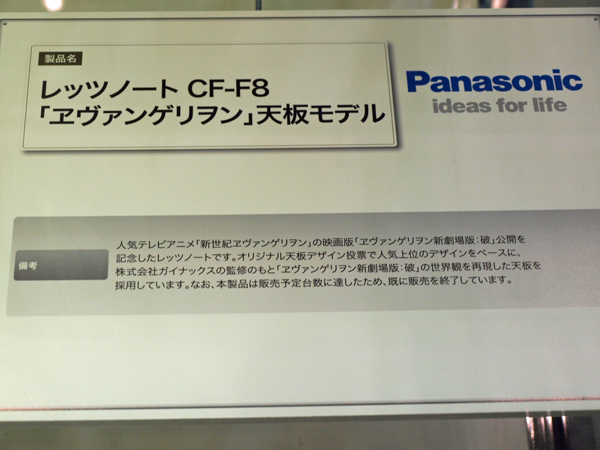 製品名
レッツノート CF-F8
「ヱヴァンゲリヲン」天板モデル
Panasonic
ideas for life
備考
人気テレビアニメ「新世紀ヱヴァンゲリヲン」の映画版「ヱヴァンゲリヲン新劇場版：破」公開を
記念したレッツノートです。オリジナル天板デザイン投票で人気上位のデザインをベースに、
株式会社ガイナックスの監修のもと「ヱヴァンゲリヲン新劇場版：破」の世界観を再現した天板を
採用しています。なお、本製品は販売予定台数に達したため、既に販売を終了しています。